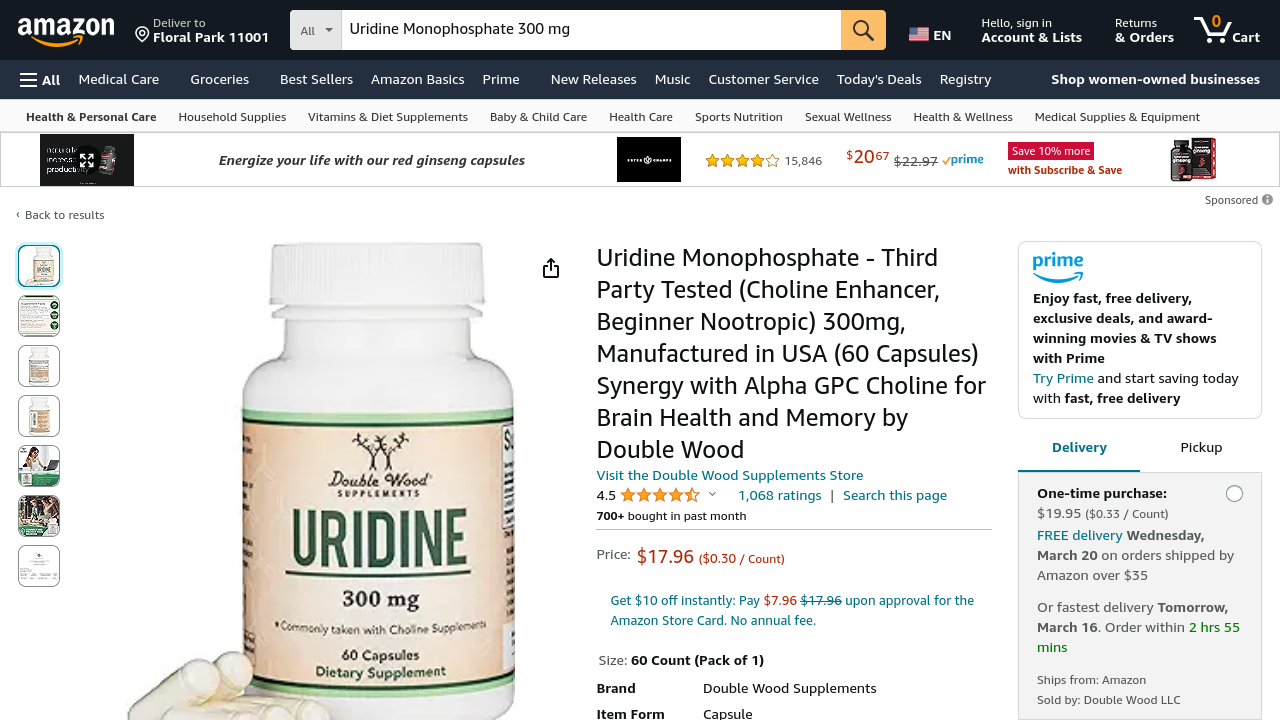 amazon
Deliver to
Floral Park 11001
All
Uridine Monophosphate 300 mg
EN
Hello, sign in
Account & Lists
Returns
& Orders
0
Cart
All
Medical Care
Groceries
Best Sellers
Amazon Basics
Prime
New Releases
Music
Customer Service
Today's Deals
Registry
Shop women-owned businesses
Health & Personal Care
Household Supplies
Vitamins & Diet Supplements
Baby & Child Care
Health Care
Sports Nutrition
Sexual Wellness
Health & Wellness
Medical Supplies & Equipment
Energize your life with our red ginseng capsules
15,846
$2067
$22.97
prime
Save 10% more
with Subscribe & Save
Sponsored
‹ Back to results
Double Wood
SUPPLEMENTS
URIDINE
300 mg
*Commonly taken with Choline Supplements
60 Capsules
Dietary Supplement
Uridine Monophosphate - Third
Party Tested (Choline Enhancer,
Beginner Nootropic) 300mg,
Manufactured in USA (60 Capsules)
Synergy with Alpha GPC Choline for
Brain Health and Memory by
Double Wood
Visit the Double Wood Supplements Store
4.5
1,068 ratings | Search this page
700+ bought in past month
Price: $17.96 ($0.30 / Count)
Get $10 off instantly: Pay $7.96 $17.96 upon approval for the
Amazon Store Card. No annual fee.
Size: 60 Count (Pack of 1)
Brand Double Wood Supplements
Item Form Capsule
prime
Enjoy fast, free delivery,
exclusive deals, and award-
winning movies & TV shows
with Prime
Try Prime and start saving today
with fast, free delivery
Delivery
Pickup
One-time purchase:
$19.95 ($0.33 / Count)
FREE delivery Wednesday,
March 20 on orders shipped by
Amazon over $35
Or fastest delivery Tomorrow,
March 16. Order within 2 hrs 55
mins
Ships from: Amazon
Sold by: Double Wood LLC